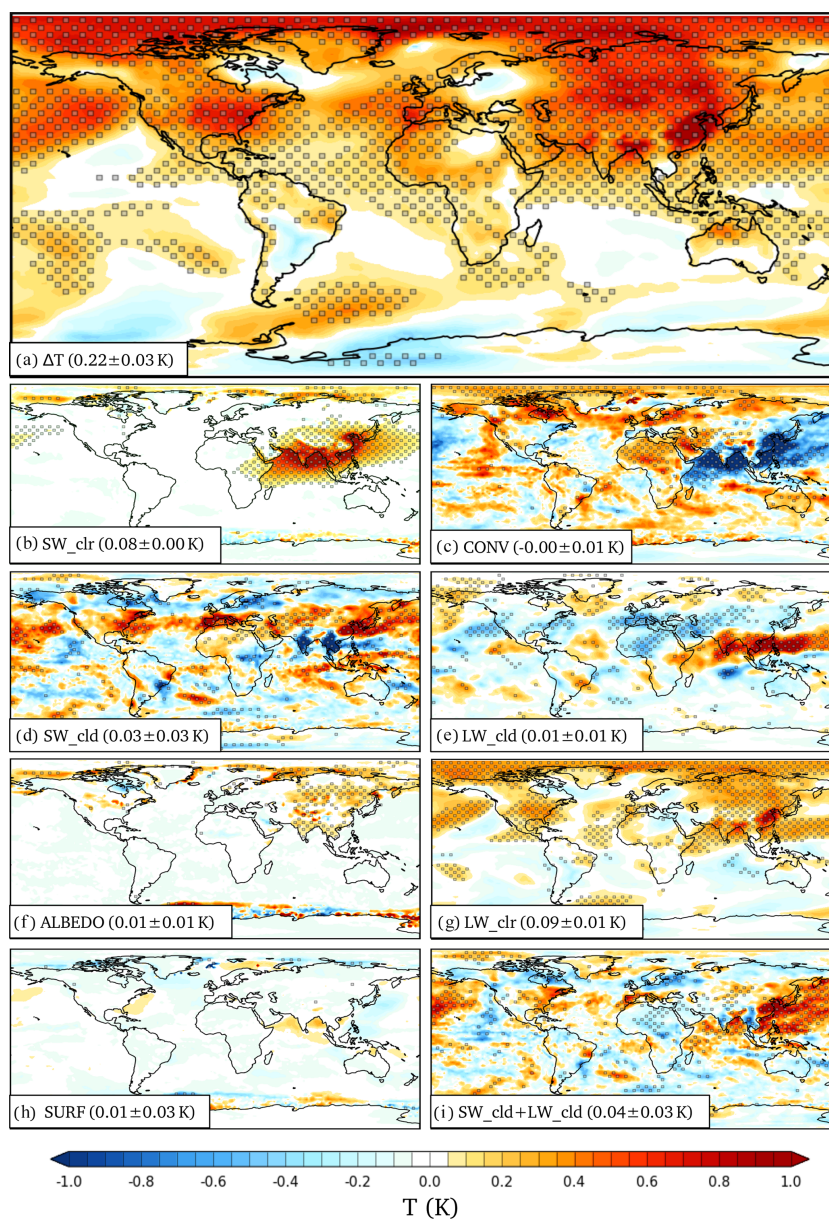 (a) ΔT (0.22±0.03 K)
(b) SW_clr (0.08±0.00 K)
(c) CONV (-0.00±0.01 K)
(d) SW_cld (0.03±0.03 K)
(e) LW_cld (0.01±0.01 K)
(f) ALBEDO (0.01±0.01 K)
(g) LW_clr (0.09±0.01 K)
(h) SURF (0.01±0.03 K)
(i) SW_cld+LW_cld (0.04±0.03 K)
-1.0 -0.8 -0.6 -0.4 -0.2 0.0 0.2 0.4 0.6 0.8 1.0
T (K)